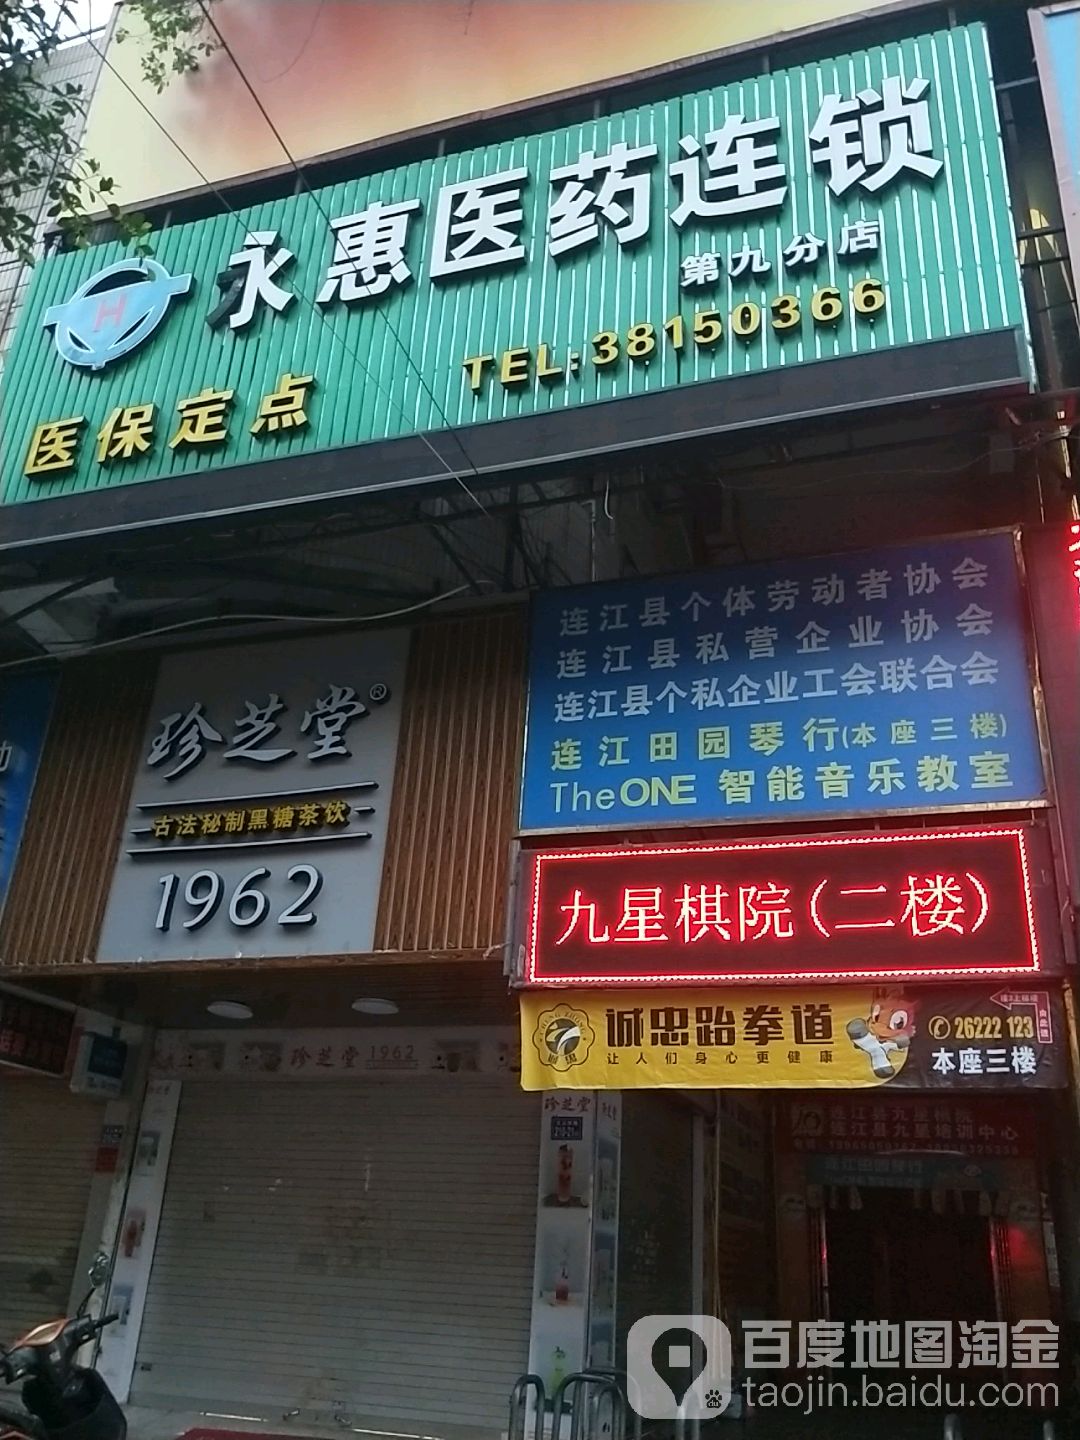 永惠医药连锁
第九分店
H
医保定点
TEL:38150366
连江县个体劳动者协会
连江县私营企业协会
连江县个私企业工会联合会
连江田园琴行(本座三楼)
TheONE 智能音乐教室
珍芝堂®
古法秘制黑糖茶饮
1962
九星棋院(二楼)
诚忠跆拳道
让人们身心更健康
26222 123
本座三楼
珍芝堂 1962
珍芝堂
连江县九星棋院
连江县九星培训中心
百度地图淘金
taojin.baidu.com